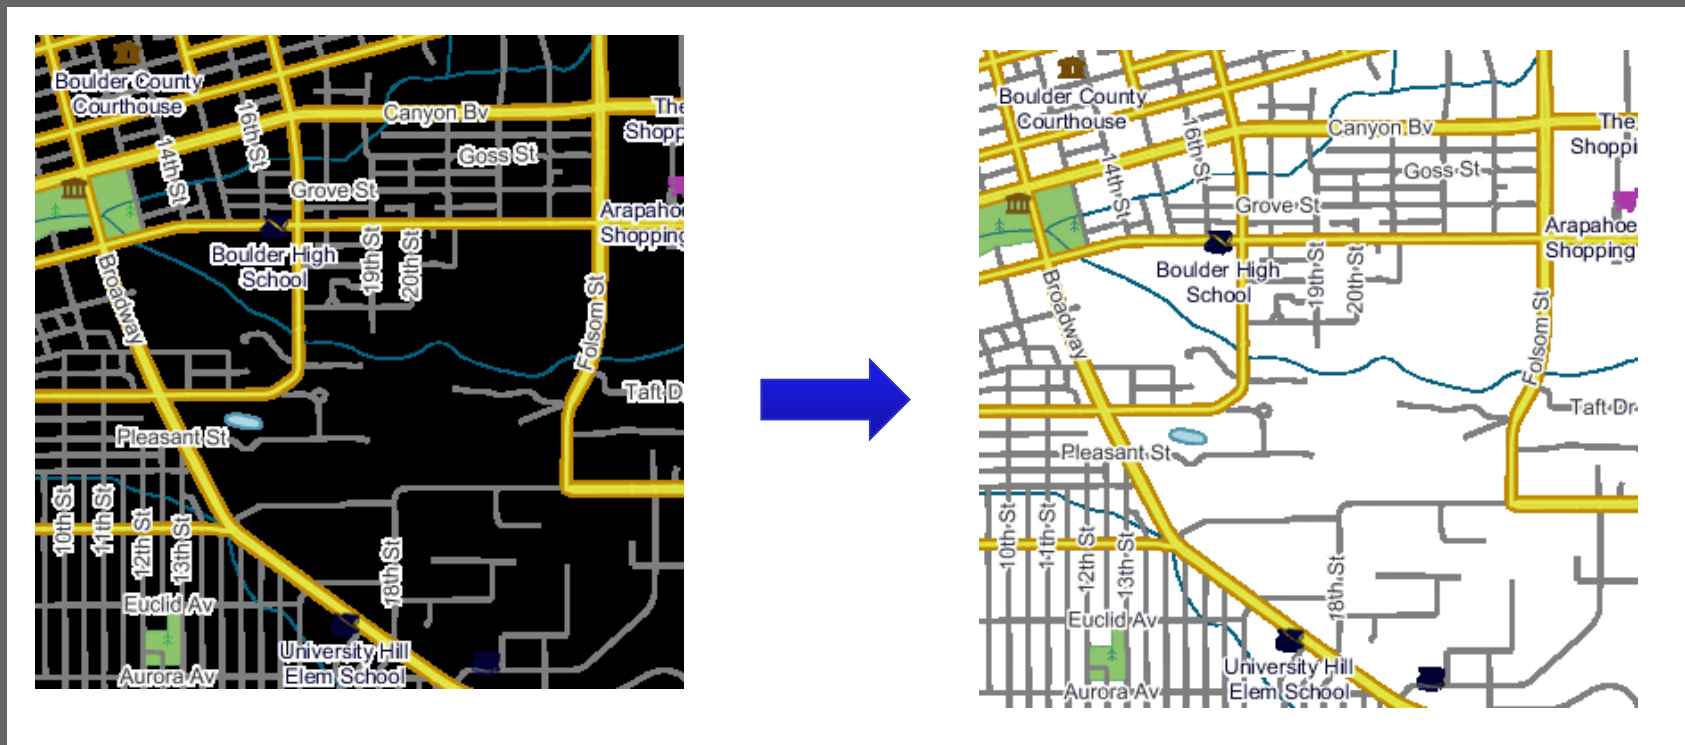 Boulder County
Courthouse
16th St
Canyon Bv
The
Shopp
14th St
Goss St
Grove St
Arapahoe
Shopping
Boulder High
School
19th St
20th St
Broadway
Folsom St
Taft D
Pleasant St
10th St
11th St
12th St
13th St
18th St
Euclid Av
University Hill
Elem School
Aurora Av
Boulder County
Courthouse
16th St
Canyon Bv
The
Shoppi
14th St
Goss St
Grove St
Arapahoe
Shopping
Boulder High
School
19th St
20th St
Broadway
Folsom St
Taft Dr
Pleasant St
10th St
11th St
12th St
13th St
18th St
Euclid Av
University Hill
Elem School
Aurora Av